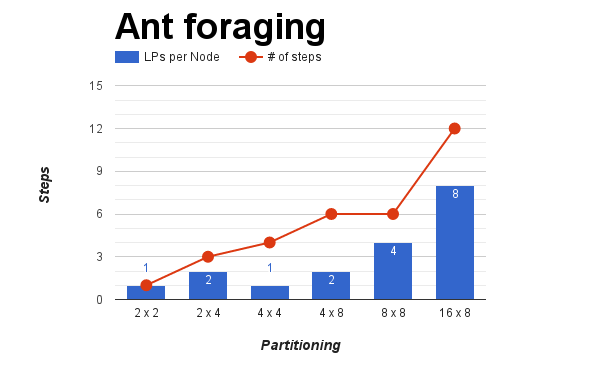 Ant foraging
LPs per Node # of steps
15
12
9
6
3
0
Steps
1 2 1 2 4 8
2 x 2 2 x 4 4 x 4 4 x 8 8 x 8 16 x 8
Partitioning